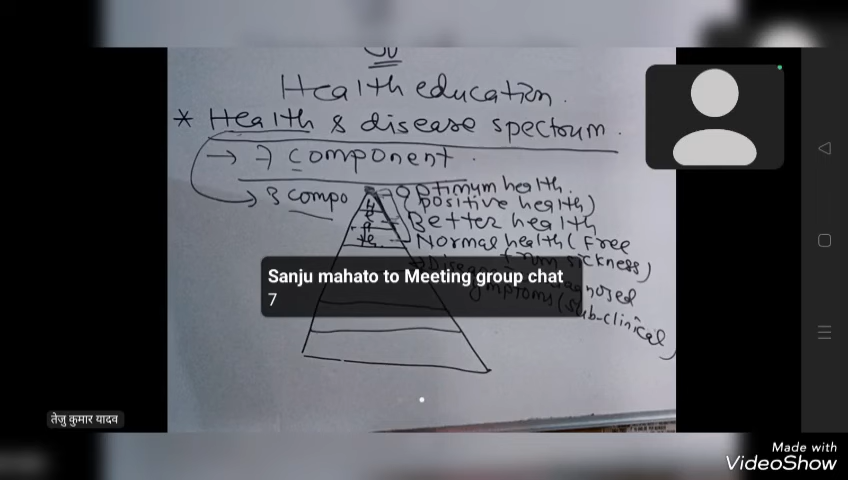 Health education.
* Health & disease spectrum.
→ 7 component.
→ 3 compo
Optimum health.
(positive health)
Better health
Normal health (Free
from sickness)
Sanju mahato to Meeting group chat
7
symptoms (sub-clinical)
तेजु कुमार यादव
Made with
VideoShow